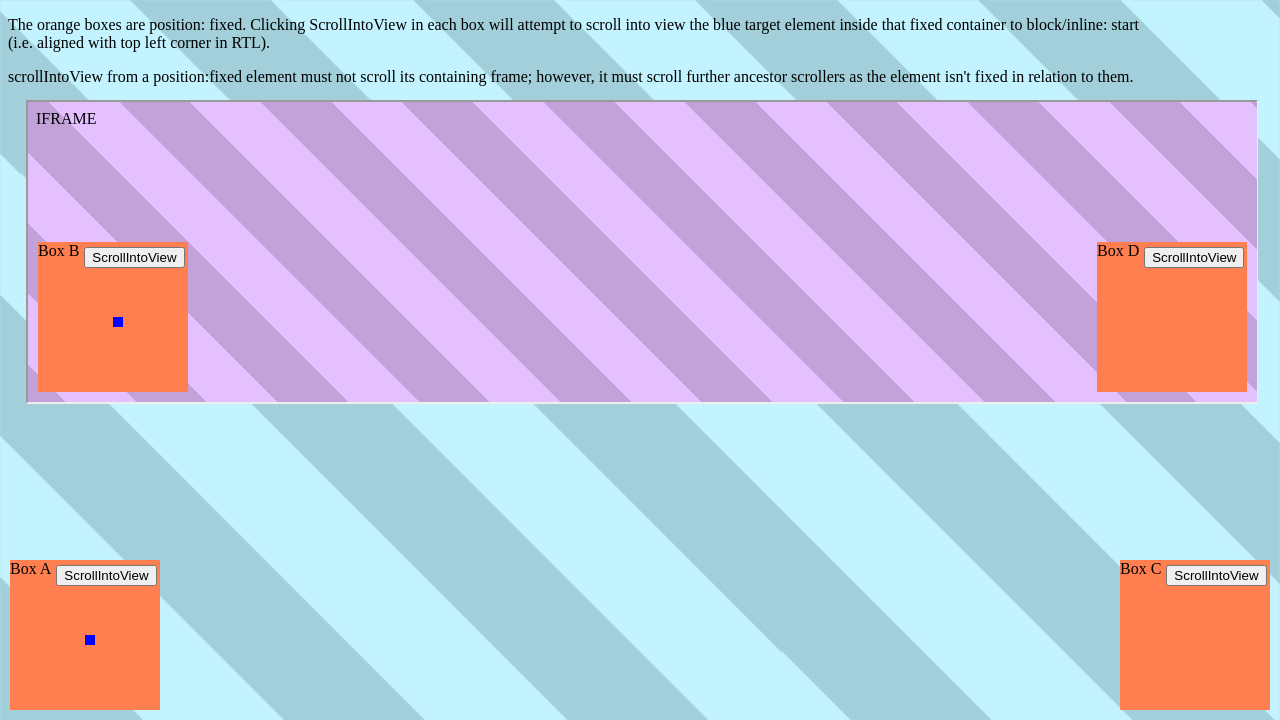 The orange boxes are position: fixed. Clicking ScrollIntoView in each box will attempt to scroll into view the blue target element inside that fixed container to block/inline: start
(i.e. aligned with top left corner in RTL).
scrollIntoView from a position:fixed element must not scroll its containing frame; however, it must scroll further ancestor scrollers as the element isn't fixed in relation to them.
IFRAME
Box B ScrollIntoView
Box D ScrollIntoView
Box A ScrollIntoView
Box C ScrollIntoView